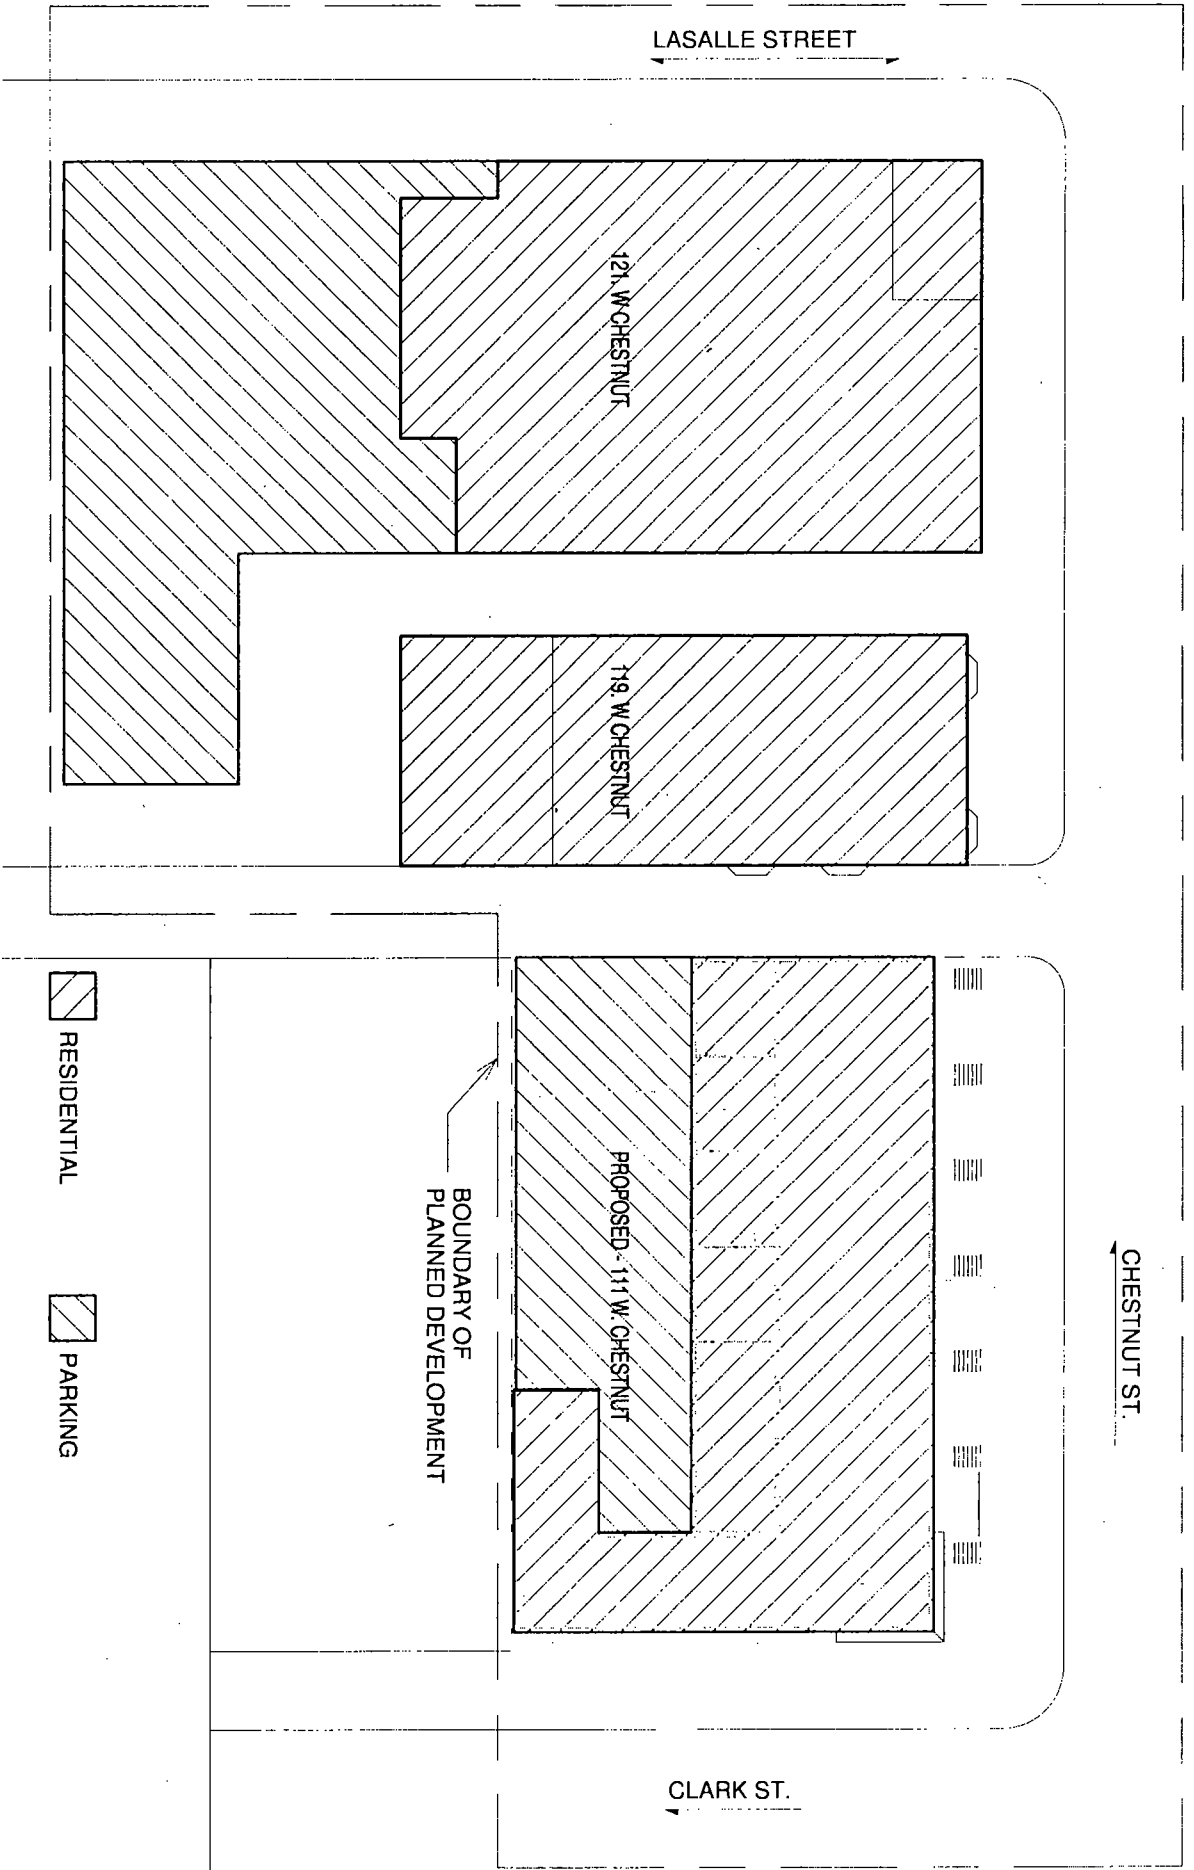 LASALLE STREET
121. W CHESTNUT
119. W CHESTNUT
PROPOSED - 111 W. CHESTNUT
CHESTNUT ST.
BOUNDARY OF
PLANNED DEVELOPMENT
CLARK ST.
RESIDENTIAL
PARKING